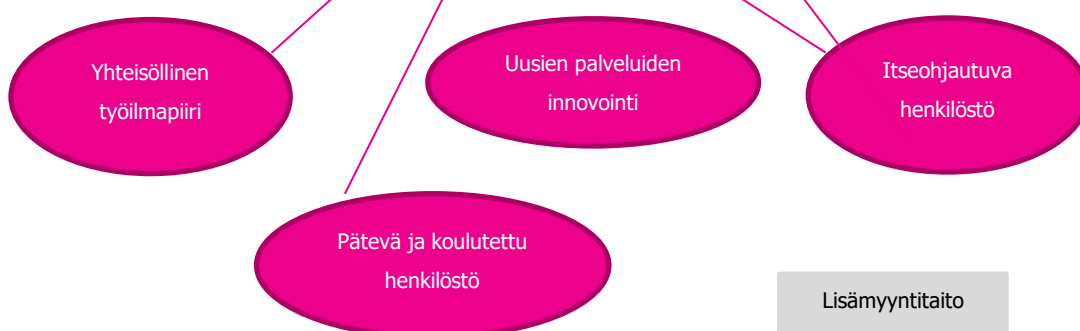 Yhteisöllinen
työilmapiiri
Uusien palveluiden
innovointi
Itseohjautuva
henkilöstö
Pätevä ja koulutettu
henkilöstö
Lisämyyntitaito